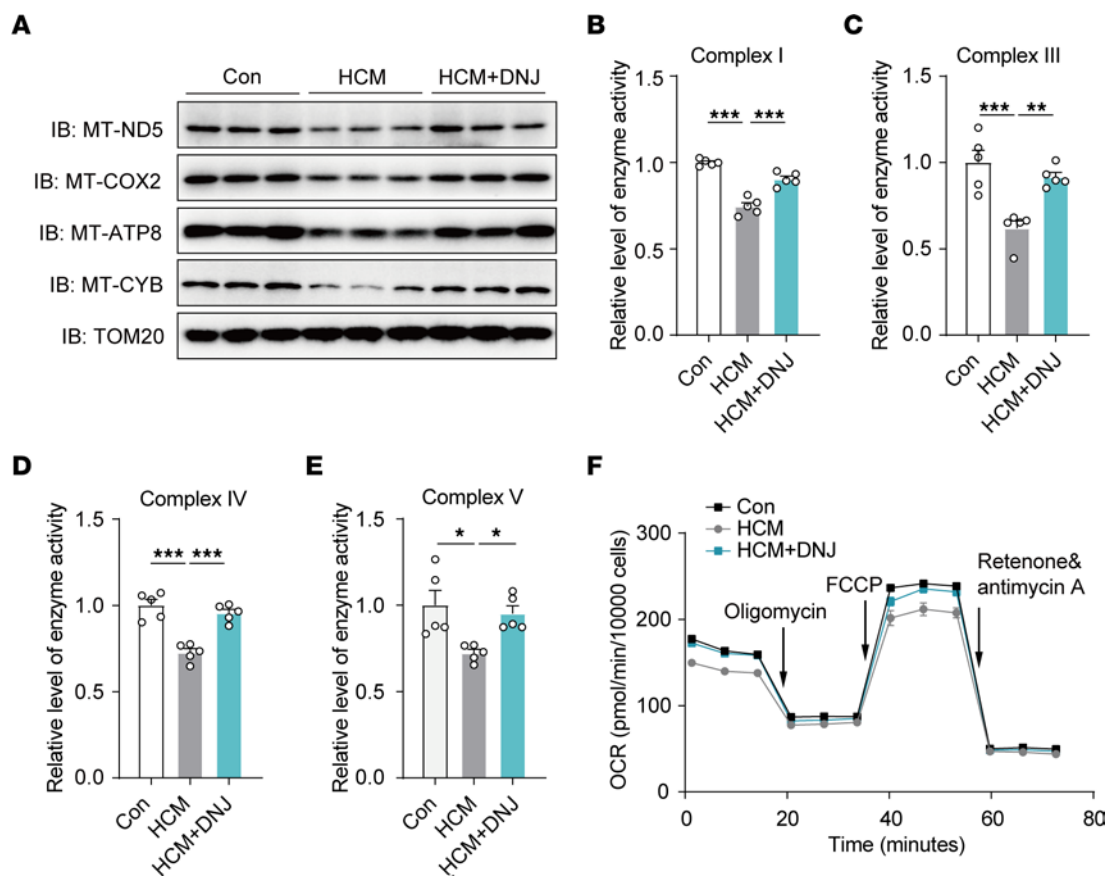 A
Con HCM HCM+DNJ
IB: MT-ND5
IB: MT-COX2
IB: MT-ATP8
IB: MT-CYB
IB: TOM20
B
Complex I
Relative level of enzyme activity
1.5
1.0
0.5
0.0
*** ***
Con
HCM
HCM+DNJ
C
Complex III
Relative level of enzyme activity
1.5
1.0
0.5
0.0
*** **
Con
HCM
HCM+DNJ
D
Complex IV
Relative level of enzyme activity
1.5
1.0
0.5
0.0
*** ***
Con
HCM
HCM+DNJ
E
Complex V
Relative level of enzyme activity
1.5
1.0
0.5
0.0
* *
Con
HCM
HCM+DNJ
F
Con
HCM
HCM+DNJ
Oligomycin
FCCP
Retenone&
antimycin A
OCR (pmol/min/10000 cells)
300
200
100
0
0 20 40 60 80
Time (minutes)